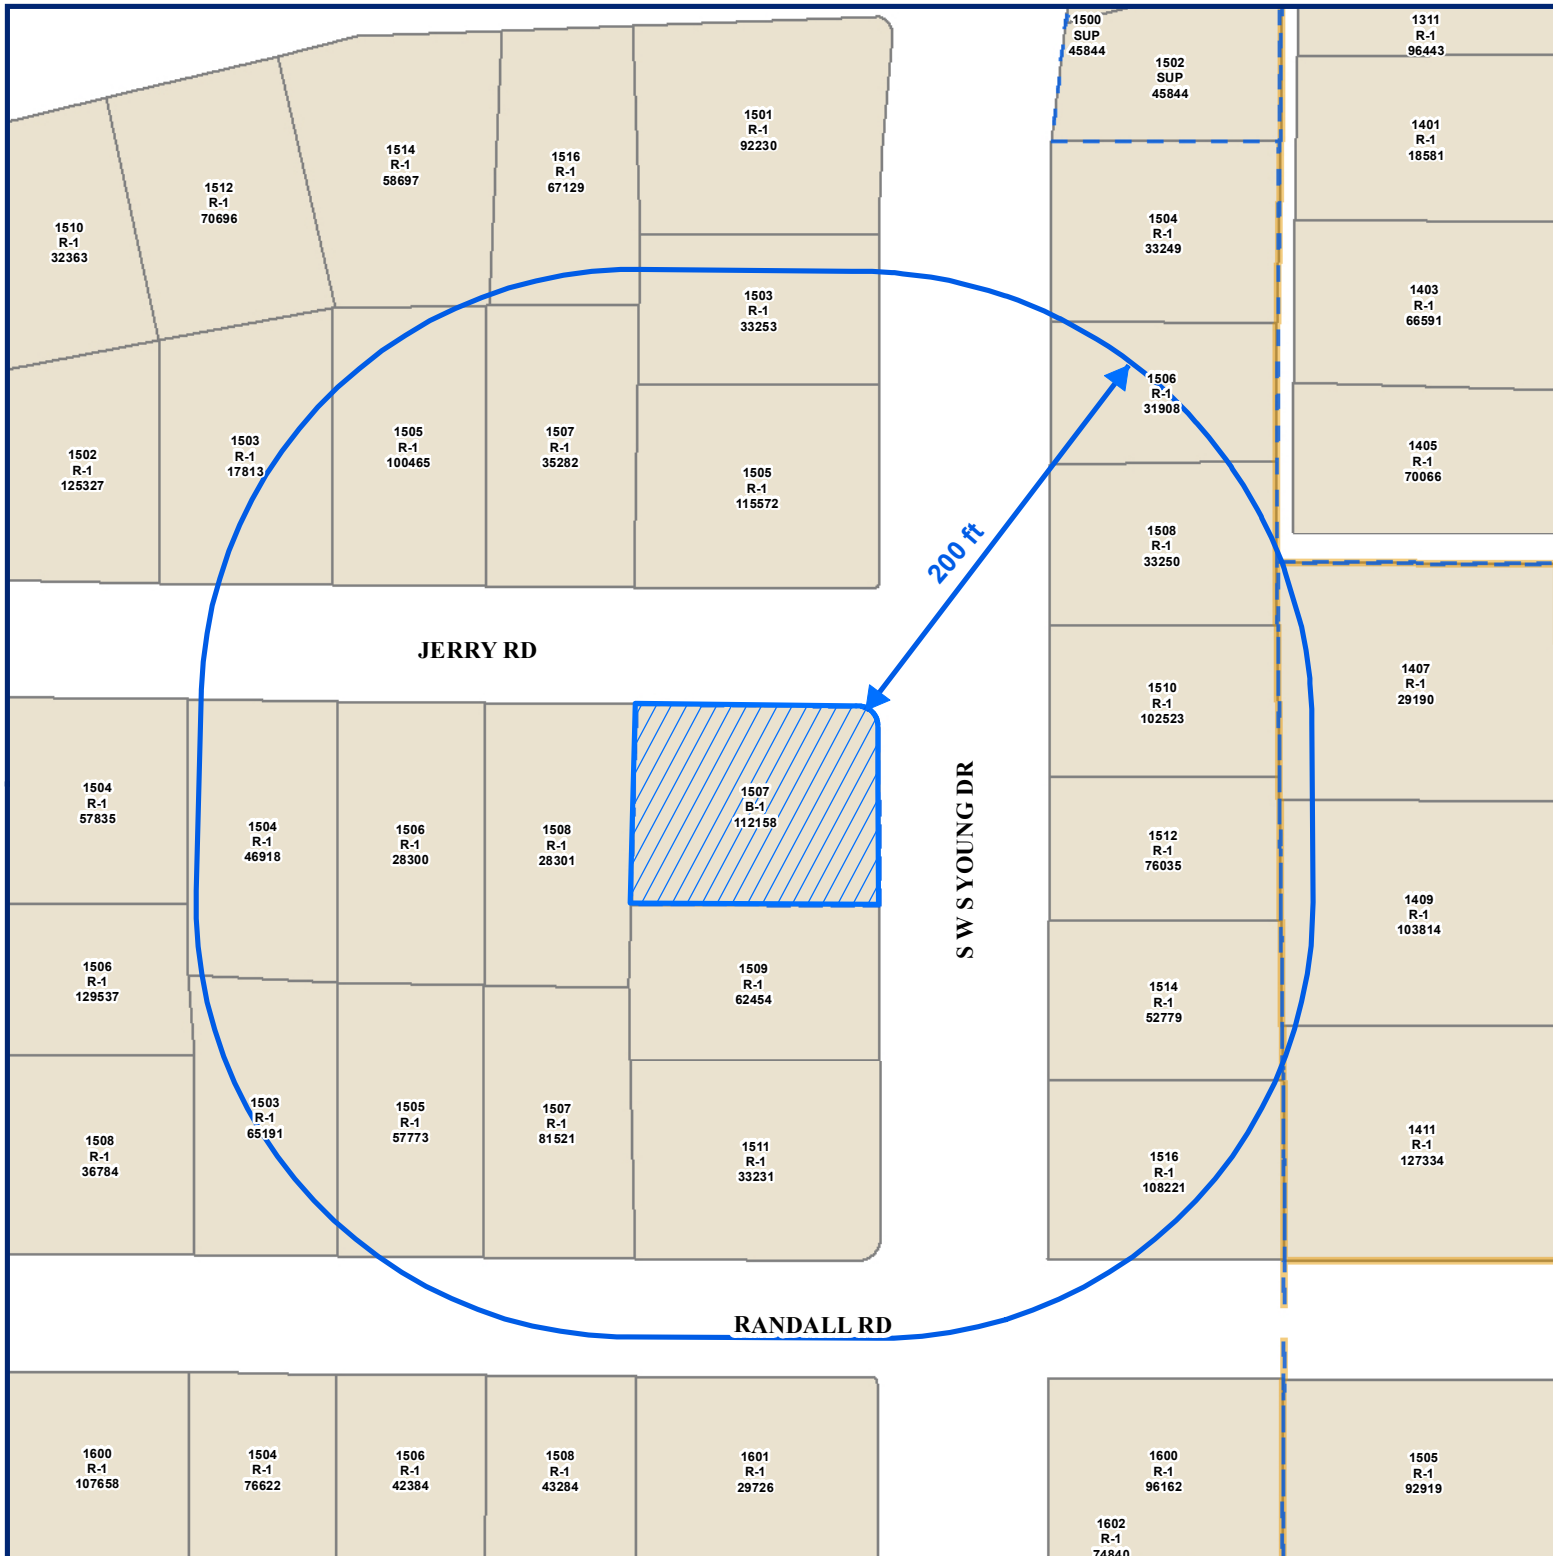 1500
SUP
45844
1502
SUP
45844
1311
R-1
96443
1501
R-1
92230
1401
R-1
18581
1514
R-1
58697
1516
R-1
67129
1512
R-1
70696
1510
R-1
32363
1504
R-1
33249
1403
R-1
66591
1503
R-1
33253
1506
R-1
31908
1502
R-1
125327
1503
R-1
17813
1505
R-1
100465
1507
R-1
35282
1505
R-1
115572
1405
R-1
70066
200 ft
1508
R-1
33250
JERRY RD
1510
R-1
102523
1407
R-1
29190
1504
R-1
57835
1504
R-1
46918
1506
R-1
28300
1508
R-1
28301
1507
B-1
112158
S W S YOUNG DR
1512
R-1
76035
1409
R-1
103814
1506
R-1
129537
1509
R-1
62454
1514
R-1
52779
1508
R-1
36784
1503
R-1
65191
1505
R-1
57773
1507
R-1
81521
1511
R-1
33231
1516
R-1
108221
1411
R-1
127334
RANDALL RD
1600
R-1
107658
1504
R-1
76622
1506
R-1
42384
1508
R-1
43284
1601
R-1
29726
1600
R-1
96162
1505
R-1
92919
1602
R-1
74840